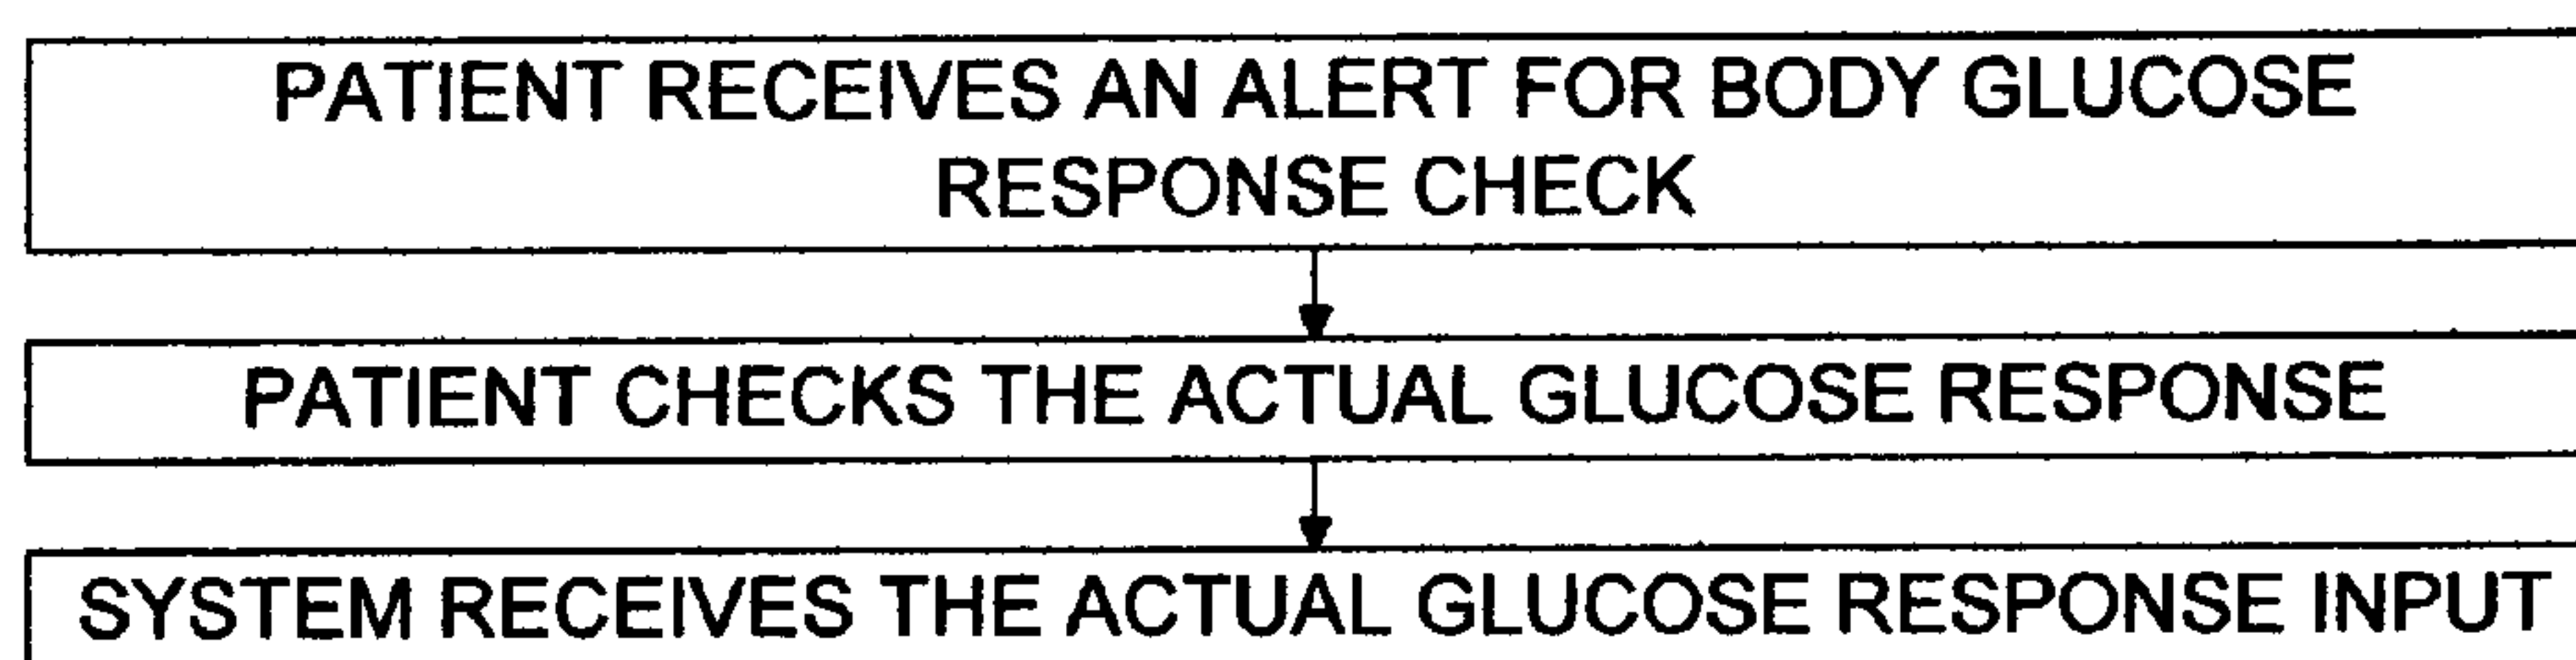 PATIENT RECEIVES AN ALERT FOR BODY GLUCOSE
RESPONSE CHECK
PATIENT CHECKS THE ACTUAL GLUCOSE RESPONSE
SYSTEM RECEIVES THE ACTUAL GLUCOSE RESPONSE INPUT